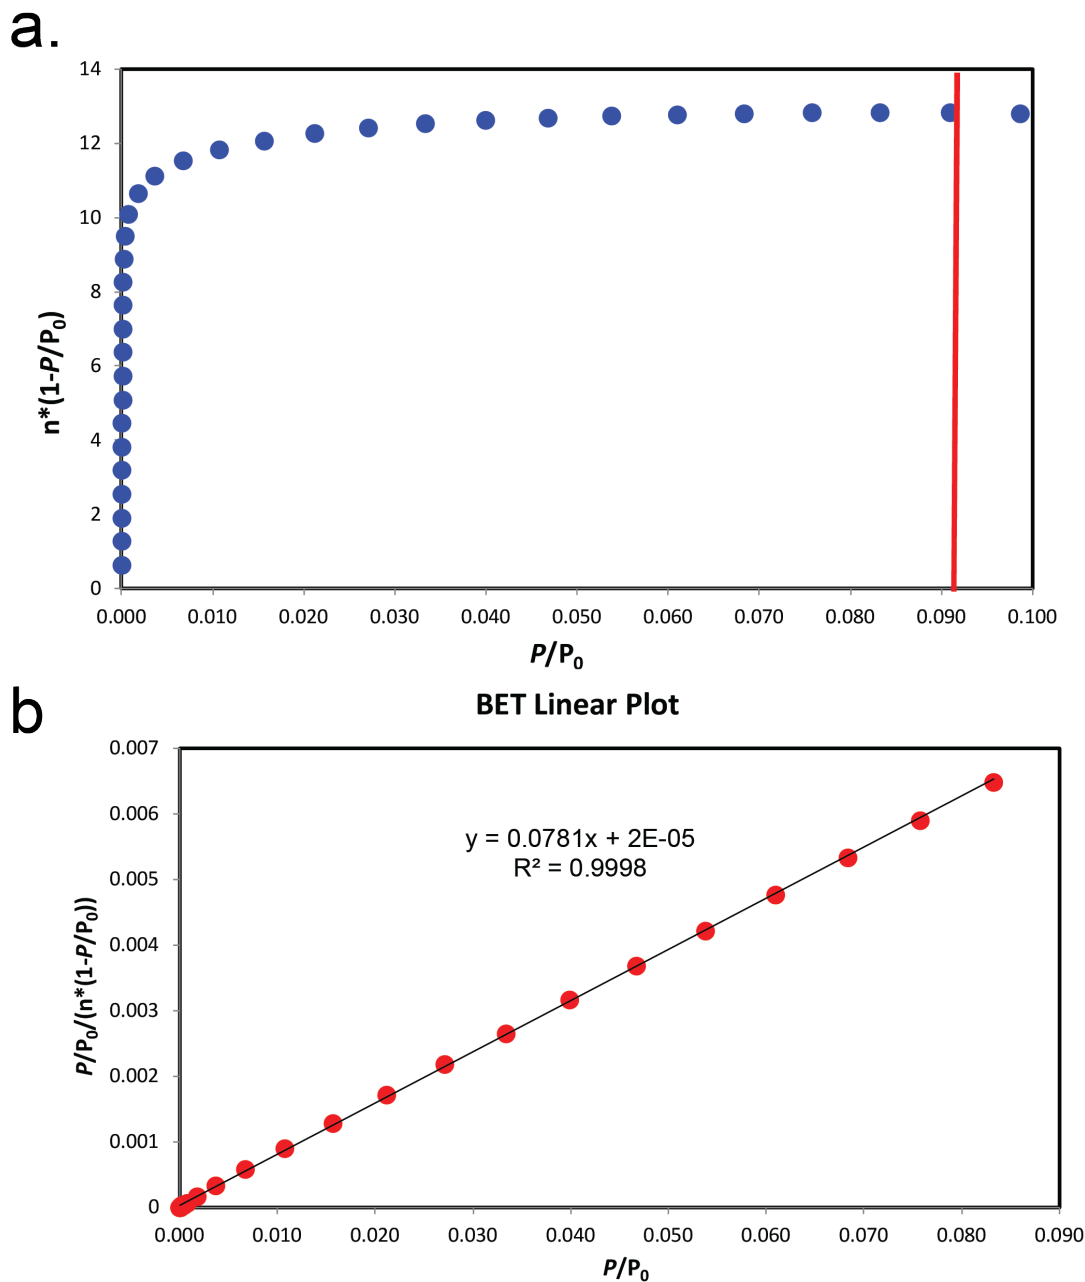 a.
14
12
10
8
6
4
2
0
n*(1-P/P₀)
0.000 0.010 0.020 0.030 0.040 0.050 0.060 0.070 0.080 0.090 0.100
P/P₀
b
BET Linear Plot
0.007
0.006
y = 0.0781x + 2E-05
R² = 0.9998
0.005
0.004
0.003
0.002
0.001
0
P/P₀/(n*(1-P/P₀))
0.000 0.010 0.020 0.030 0.040 0.050 0.060 0.070 0.080 0.090
P/P₀